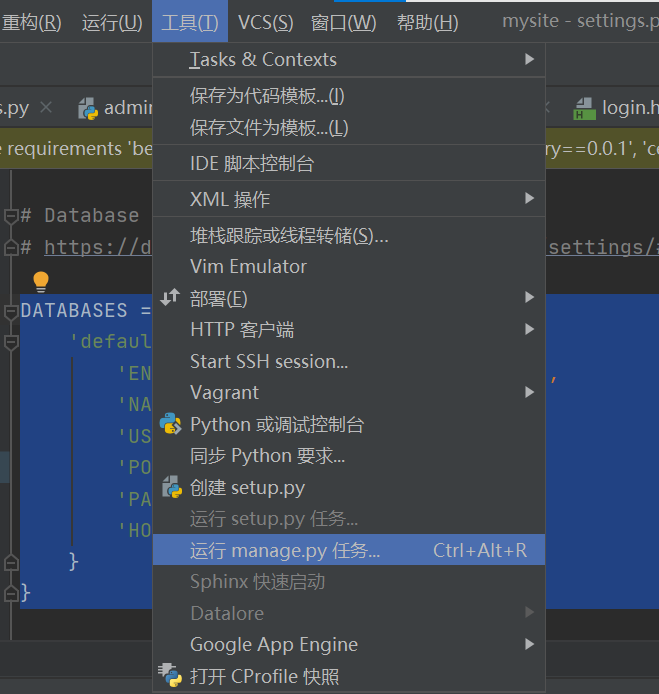 重构(R) 运行(U) 工具(T) VCS(S) 窗口(W) 帮助(H) mysite - settings.p
Tasks & Contexts
s.py admin login.h
保存为代码模板...(I)
保存文件为模板...(L)
e requirements 'be ry==0.0.1', 'co
IDE 脚本控制台
XML 操作
# Database
堆栈跟踪或线程转储(S)...
# https://d settings/#
Vim Emulator
部署(E)
DATABASES =
HTTP 客户端
'defaul
Start SSH session...
'EN ,
Vagrant
'NA
Python 或调试控制台
'US
同步 Python 要求...
'PO
创建 setup.py
'PA
运行 setup.py 任务...
'HO
运行 manage.py 任务... Ctrl+Alt+R
}
Sphinx 快速启动
}
Datalore
Google App Engine
打开 CProfile 快照